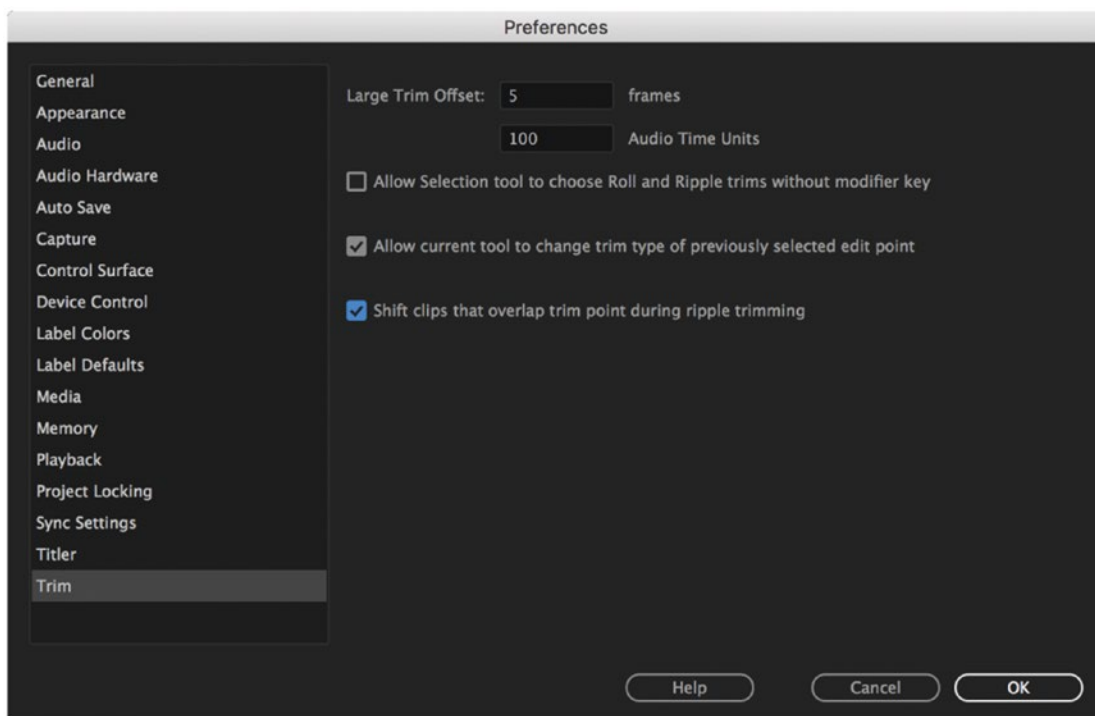 Preferences
General
Appearance
Audio
Audio Hardware
Auto Save
Capture
Control Surface
Device Control
Label Colors
Label Defaults
Media
Memory
Playback
Project Locking
Sync Settings
Titler
Trim
Large Trim Offset: 5 frames
100 Audio Time Units
Allow Selection tool to choose Roll and Ripple trims without modifier key
Allow current tool to change trim type of previously selected edit point
Shift clips that overlap trim point during ripple trimming
Help Cancel OK